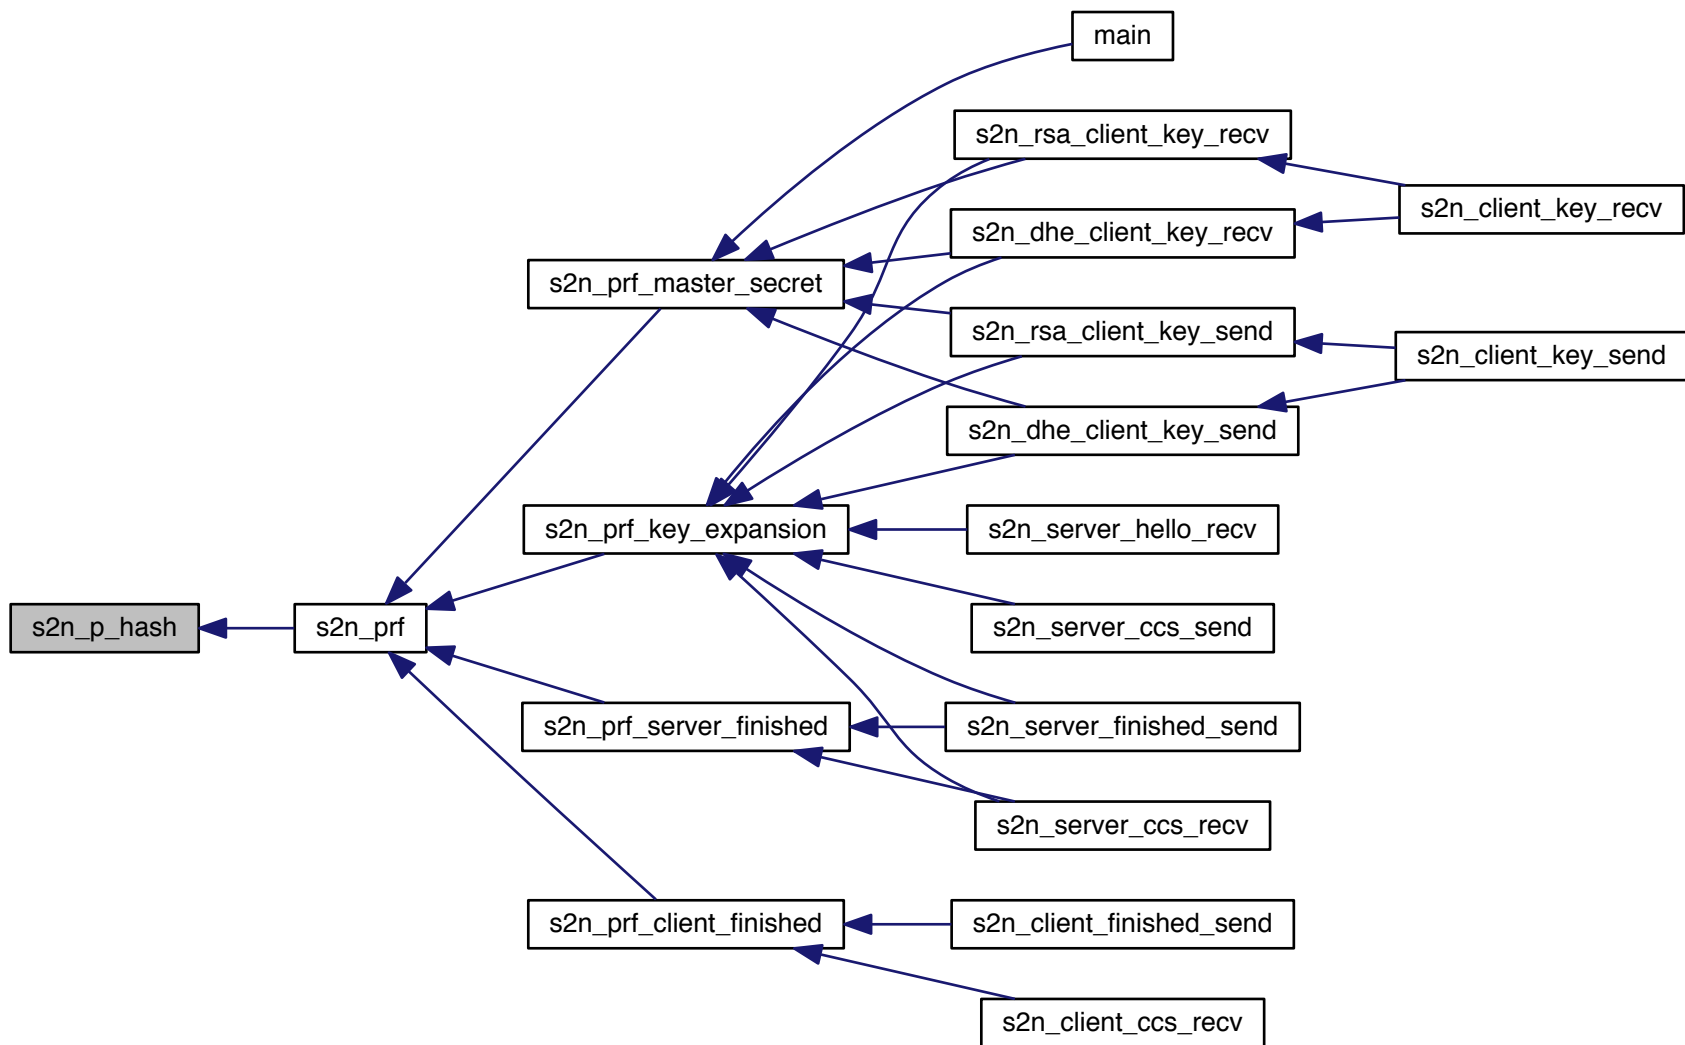 main
s2n_rsa_client_key_recv
s2n_client_key_recv
s2n_dhe_client_key_recv
s2n_prf_master_secret
s2n_rsa_client_key_send
s2n_client_key_send
s2n_dhe_client_key_send
s2n_prf_key_expansion
s2n_server_hello_recv
s2n_p_hash
s2n_prf
s2n_server_ccs_send
s2n_prf_server_finished
s2n_server_finished_send
s2n_server_ccs_recv
s2n_prf_client_finished
s2n_client_finished_send
s2n_client_ccs_recv